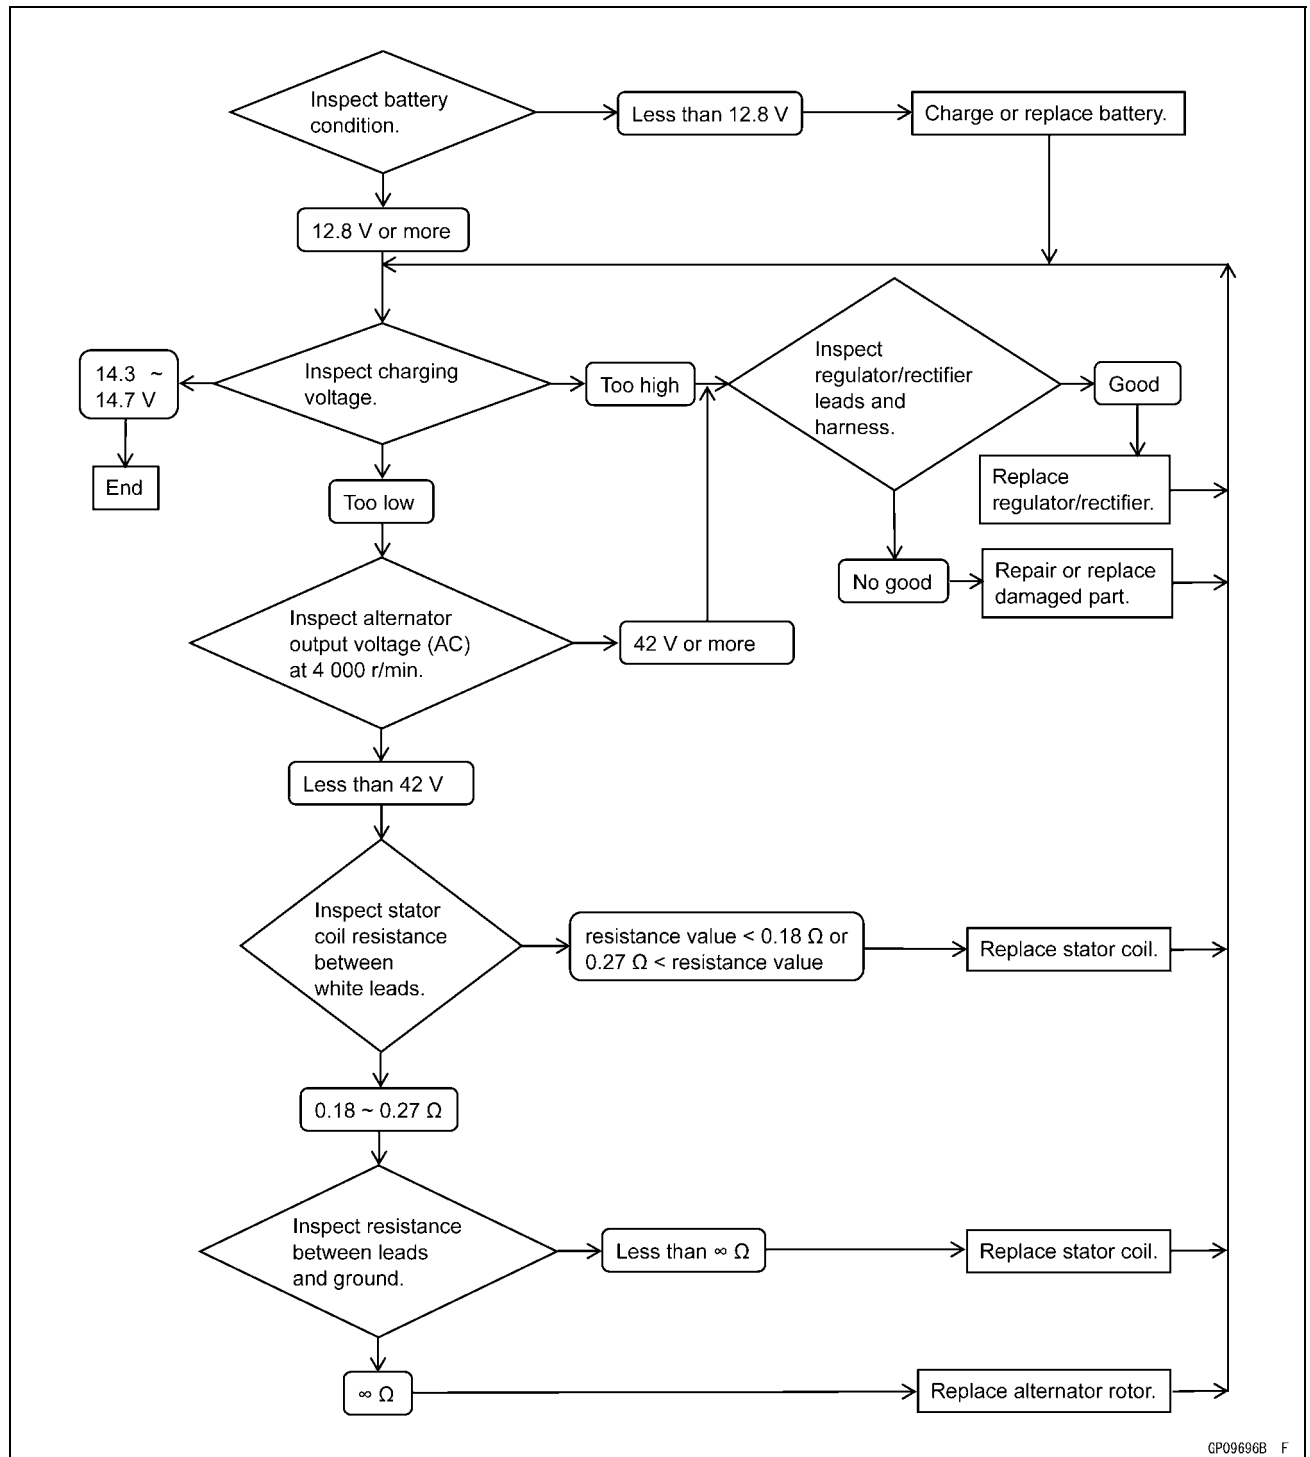 Inspect battery
condition.
Less than 12.8 V
Charge or replace battery.
12.8 V or more
Inspect charging
voltage.
14.3 ~
14.7 V
End
Too high
Inspect
regulator/rectifier
leads and
harness.
Good
Replace
regulator/rectifier.
Too low
No good
Repair or replace
damaged part.
Inspect alternator
output voltage (AC)
at 4 000 r/min.
42 V or more
Less than 42 V
Inspect stator
coil resistance
between
white leads.
resistance value < 0.18 Ω or
0.27 Ω < resistance value
Replace stator coil.
0.18 ~ 0.27 Ω
Inspect resistance
between leads
and ground.
Less than ∞ Ω
Replace stator coil.
∞ Ω
Replace alternator rotor.
GP09696B F